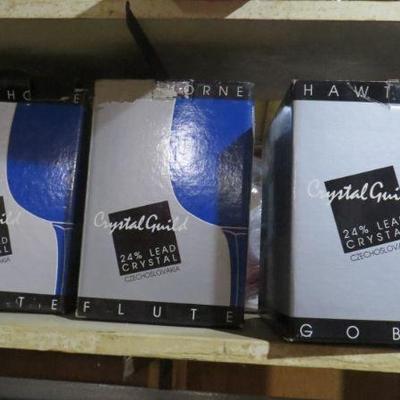 HO E
Crystal Guild
24% LEAD
CRYSTAL
CZECHOSLOVAKIA
TE
ORNE
Crystal Guild
24% LEAD
CRYSTAL
CZECHOSLOVAKIA
FLUTE
HAWT
Crystal Guild
24% LEAD
CRYSTAL
CZECHOSLOVAKIA
GOB